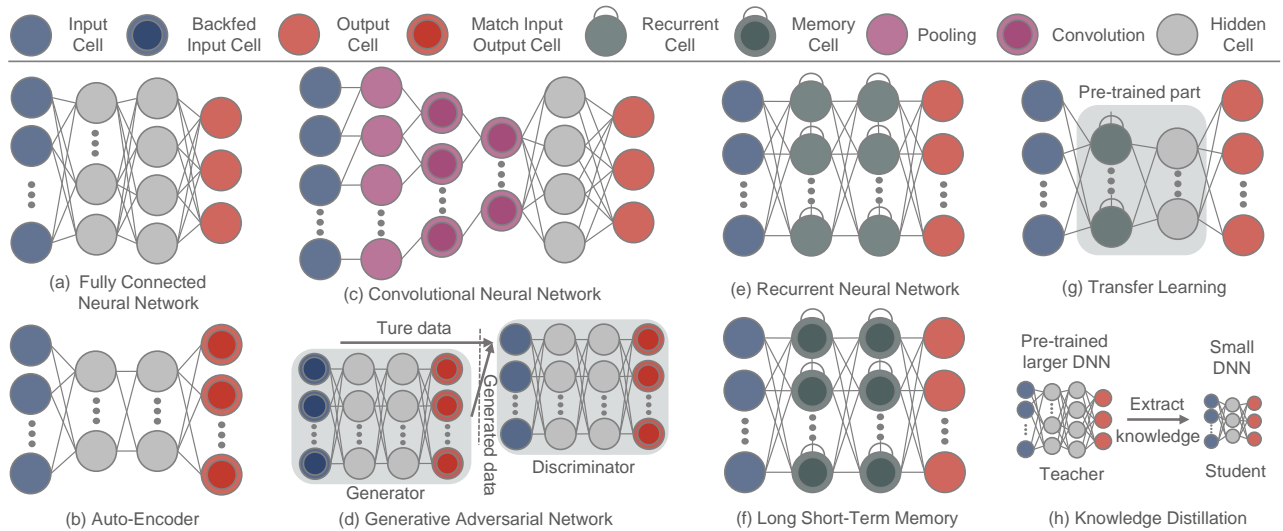 Input
Cell
Backfed
Input Cell
Output
Cell
Match Input
Output Cell
Recurrent
Cell
Memory
Cell
Pooling
Convolution
Hidden
Cell
(a) Fully Connected
Neural Network
(c) Convolutional Neural Network
(e) Recurrent Neural Network
Pre-trained part
(g) Transfer Learning
(b) Auto-Encoder
Ture data
Generated data
Generator
Discriminator
(d) Generative Adversarial Network
(f) Long Short-Term Memory
Pre-trained
larger DNN
Small
DNN
Extract
knowledge
Teacher
Student
(h) Knowledge Distillation